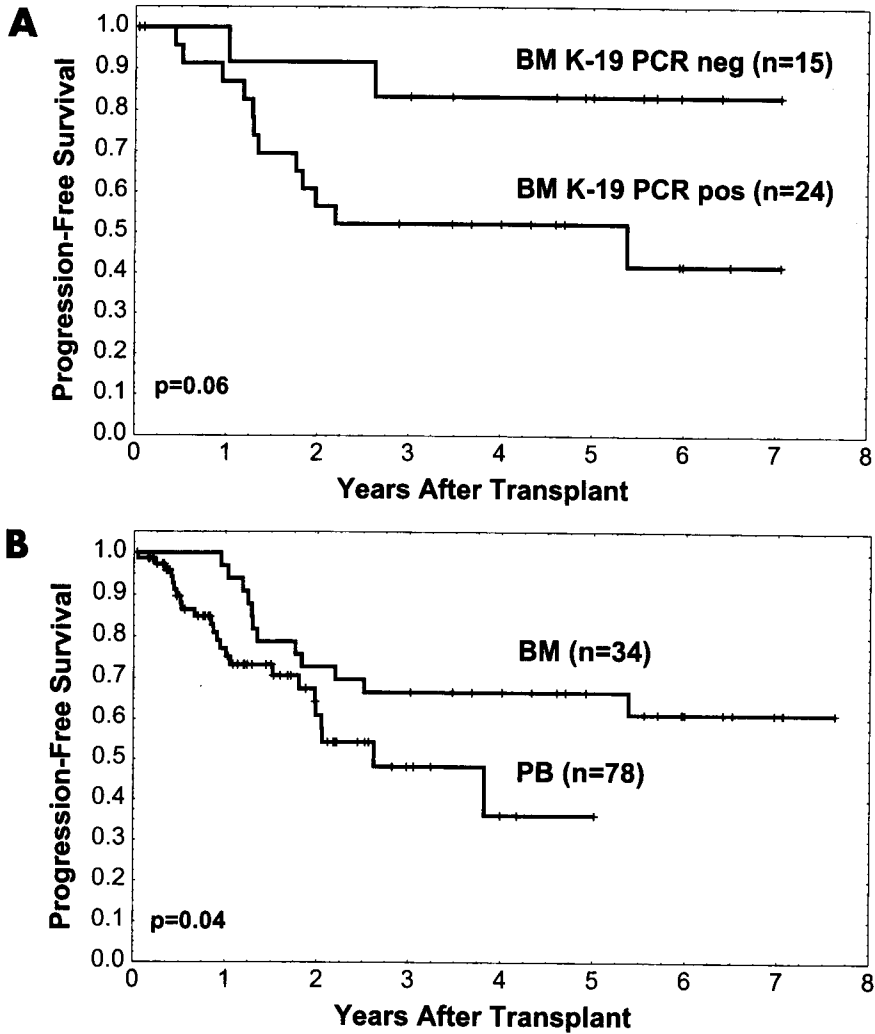 A
Progression-Free Survival
1.0
0.9
0.8
0.7
0.6
0.5
0.4
0.3
0.2
0.1
0.0
BM K-19 PCR neg (n=15)
BM K-19 PCR pos (n=24)
p=0.06
0 1 2 3 4 5 6 7 8
Years After Transplant
B
Progression-Free Survival
1.0
0.9
0.8
0.7
0.6
0.5
0.4
0.3
0.2
0.1
0.0
BM (n=34)
PB (n=78)
p=0.04
0 1 2 3 4 5 6 7 8
Years After Transplant